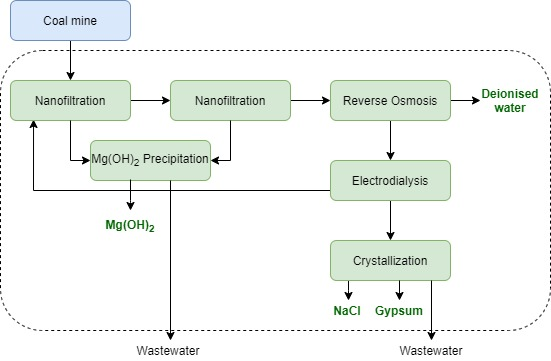 Coal mine
Nanofiltration
Nanofiltration
Reverse Osmosis
Deionised
water
Mg(OH)₂ Precipitation
Electrodialysis
Mg(OH)₂
Crystallization
NaCl
Gypsum
Wastewater
Wastewater